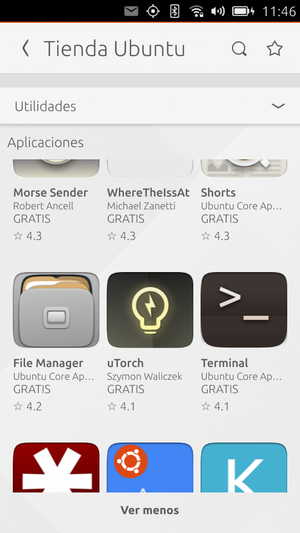 11:46
Tienda Ubuntu
Utilidades
Aplicaciones
Morse Sender
Robert Ancell
GRATIS
☆ 4.3
WhereTheIssAt
Michael Zanetti
GRATIS
☆ 4.3
Shorts
Ubuntu Core Ap...
GRATIS
☆ 4.3
File Manager
Ubuntu Core Ap...
GRATIS
☆ 4.2
uTorch
Szymon Waliczek
GRATIS
☆ 4.1
>_
Terminal
Ubuntu Core Ap...
GRATIS
☆ 4.1
K
Ver menos